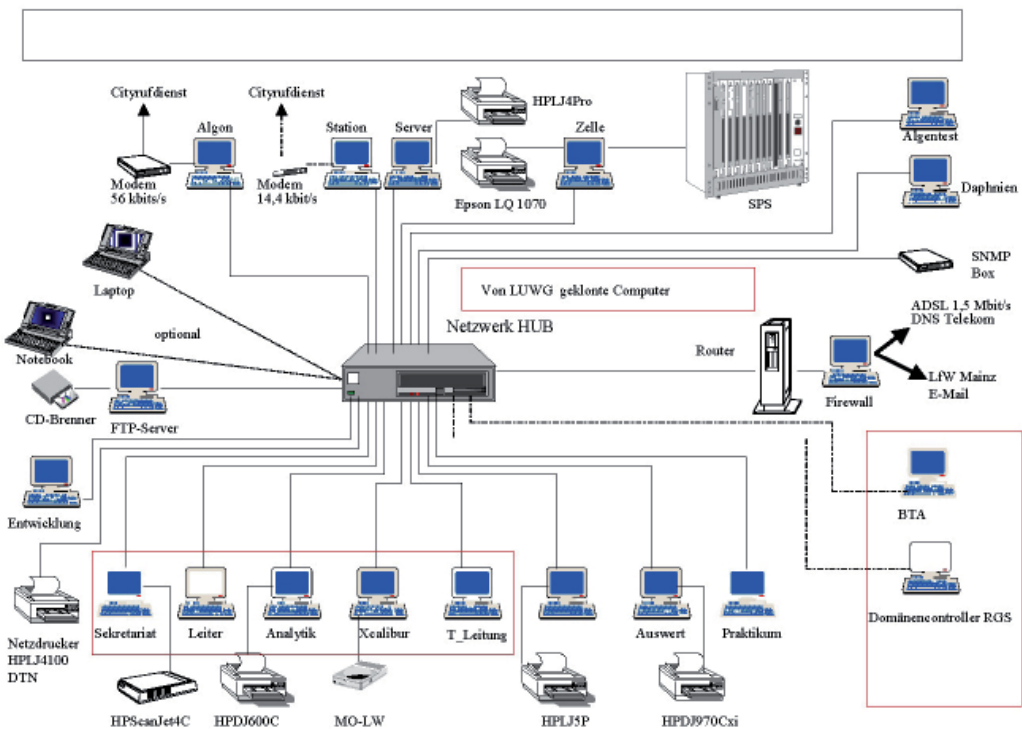 Cityrufdienst
Cityrufdienst
HPLJ4Pro
Algon
Station
Server
Zelle
Algentest
Modem
56 kbits/s
Modem
14,4 kbit/s
Epson LQ 1070
SPS
Daphnien
SNMP
Box
Laptop
Von LUWG geklonte Computer
ADSL 1,5 Mbit/s
DNS Telekom
Netzwerk HUB
optional
Router
Notebook
LfW Mainz
E-Mail
Firewall
CD-Brenner
FTP-Server
Entwicklung
BTA
Domänencontroller RGS
Sekretariat
Leiter
Analytik
Xcalibur
T_Leitung
Auswert
Praktikum
Netzdrucker
HPLJ4100
DTN
HPScanJet4C
HPDJ600C
MO-LW
HPLJ5P
HPDJ970Cxi